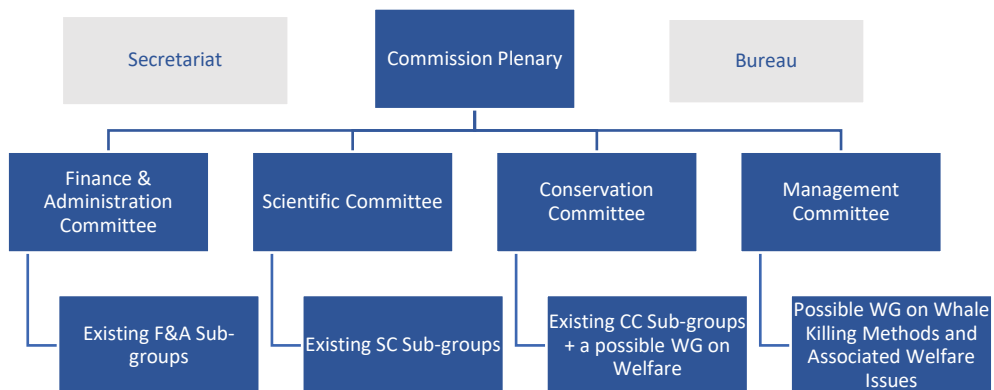 Secretariat
Commission Plenary
Bureau
Finance &
Administration
Committee
Scientific Committee
Conservation
Committee
Management
Committee
Existing F&A Sub-
groups
Existing SC Sub-groups
Existing CC Sub-groups
+ a possible WG on
Welfare
Possible WG on Whale
Killing Methods and
Associated Welfare
Issues